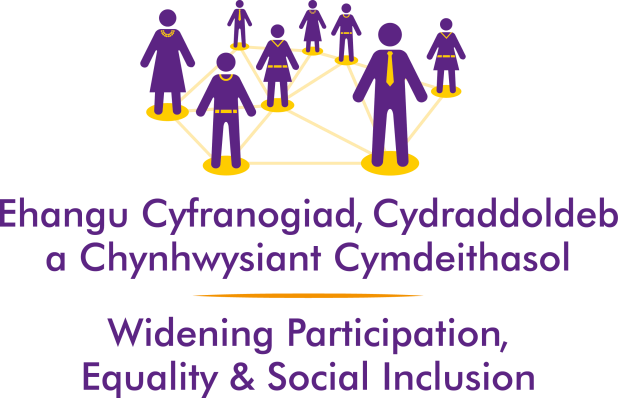 Ehangu Cyfranogiad, Cydraddoldeb
a Chynhwysiant Cymdeithasol
Widening Participation,
Equality & Social Inclusion